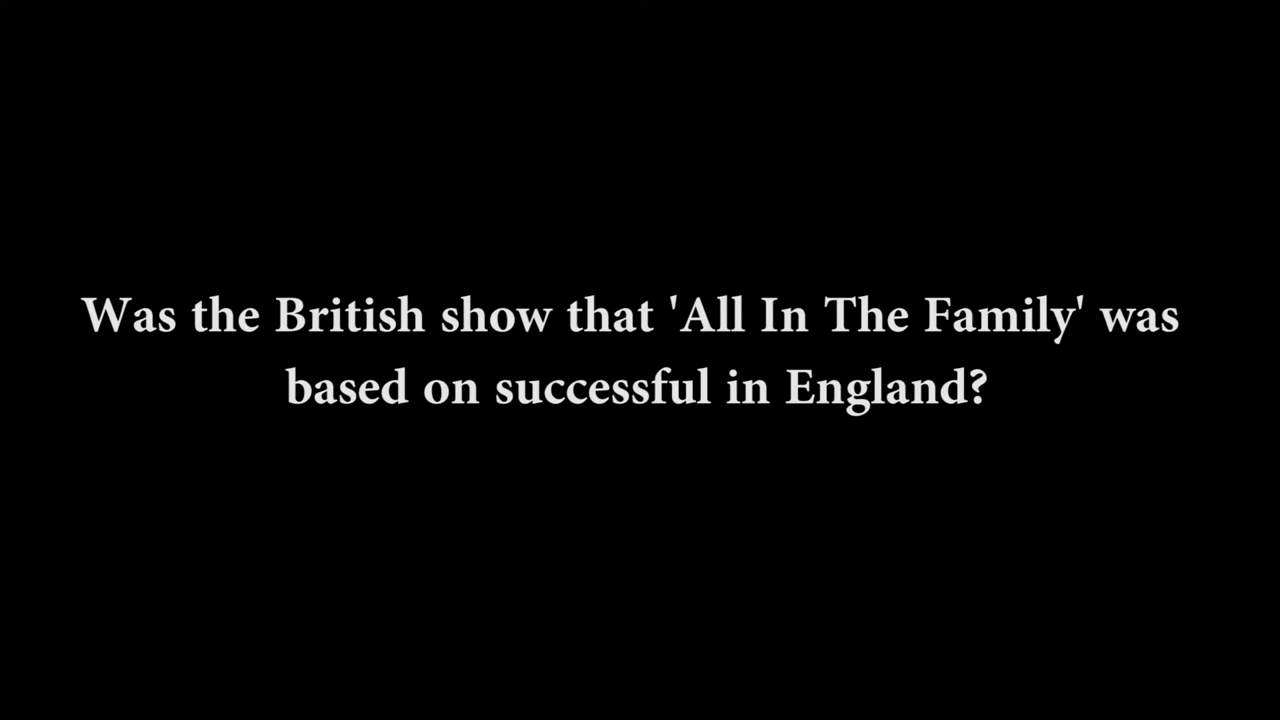 Was the British show that 'All In The Family' was
based on successful in England?